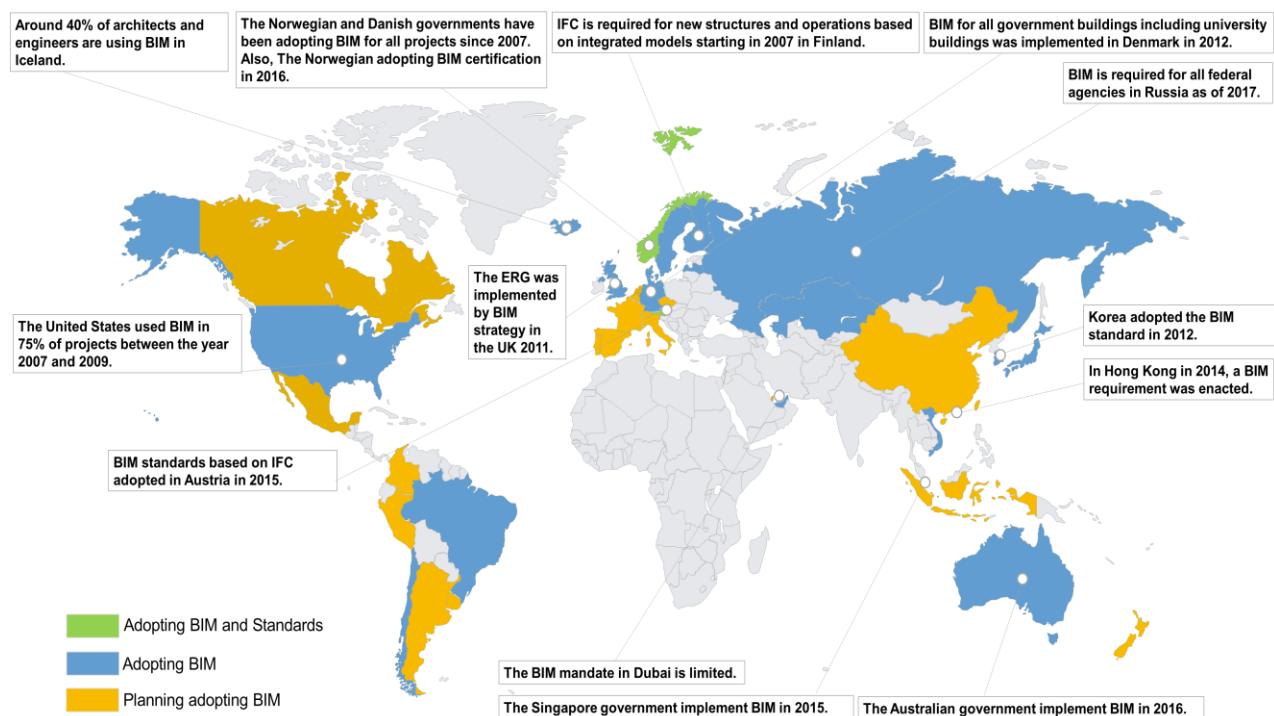 Around 40% of architects and
engineers are using BIM in
Iceland.
The Norwegian and Danish governments have
been adopting BIM for all projects since 2007.
Also, The Norwegian adopting BIM certification
in 2016.
IFC is required for new structures and operations based
on integrated models starting in 2007 in Finland.
BIM for all government buildings including university
buildings was implemented in Denmark in 2012.
BIM is required for all federal
agencies in Russia as of 2017.
The ERG was
implemented
by BIM
strategy in
the UK 2011.
The United States used BIM in
75% of projects between the year
2007 and 2009.
Korea adopted the BIM
standard in 2012.
In Hong Kong in 2014, a BIM
requirement was enacted.
BIM standards based on IFC
adopted in Austria in 2015.
Adopting BIM and Standards
Adopting BIM
Planning adopting BIM
The BIM mandate in Dubai is limited.
The Singapore government implement BIM in 2015.
The Australian government implement BIM in 2016.